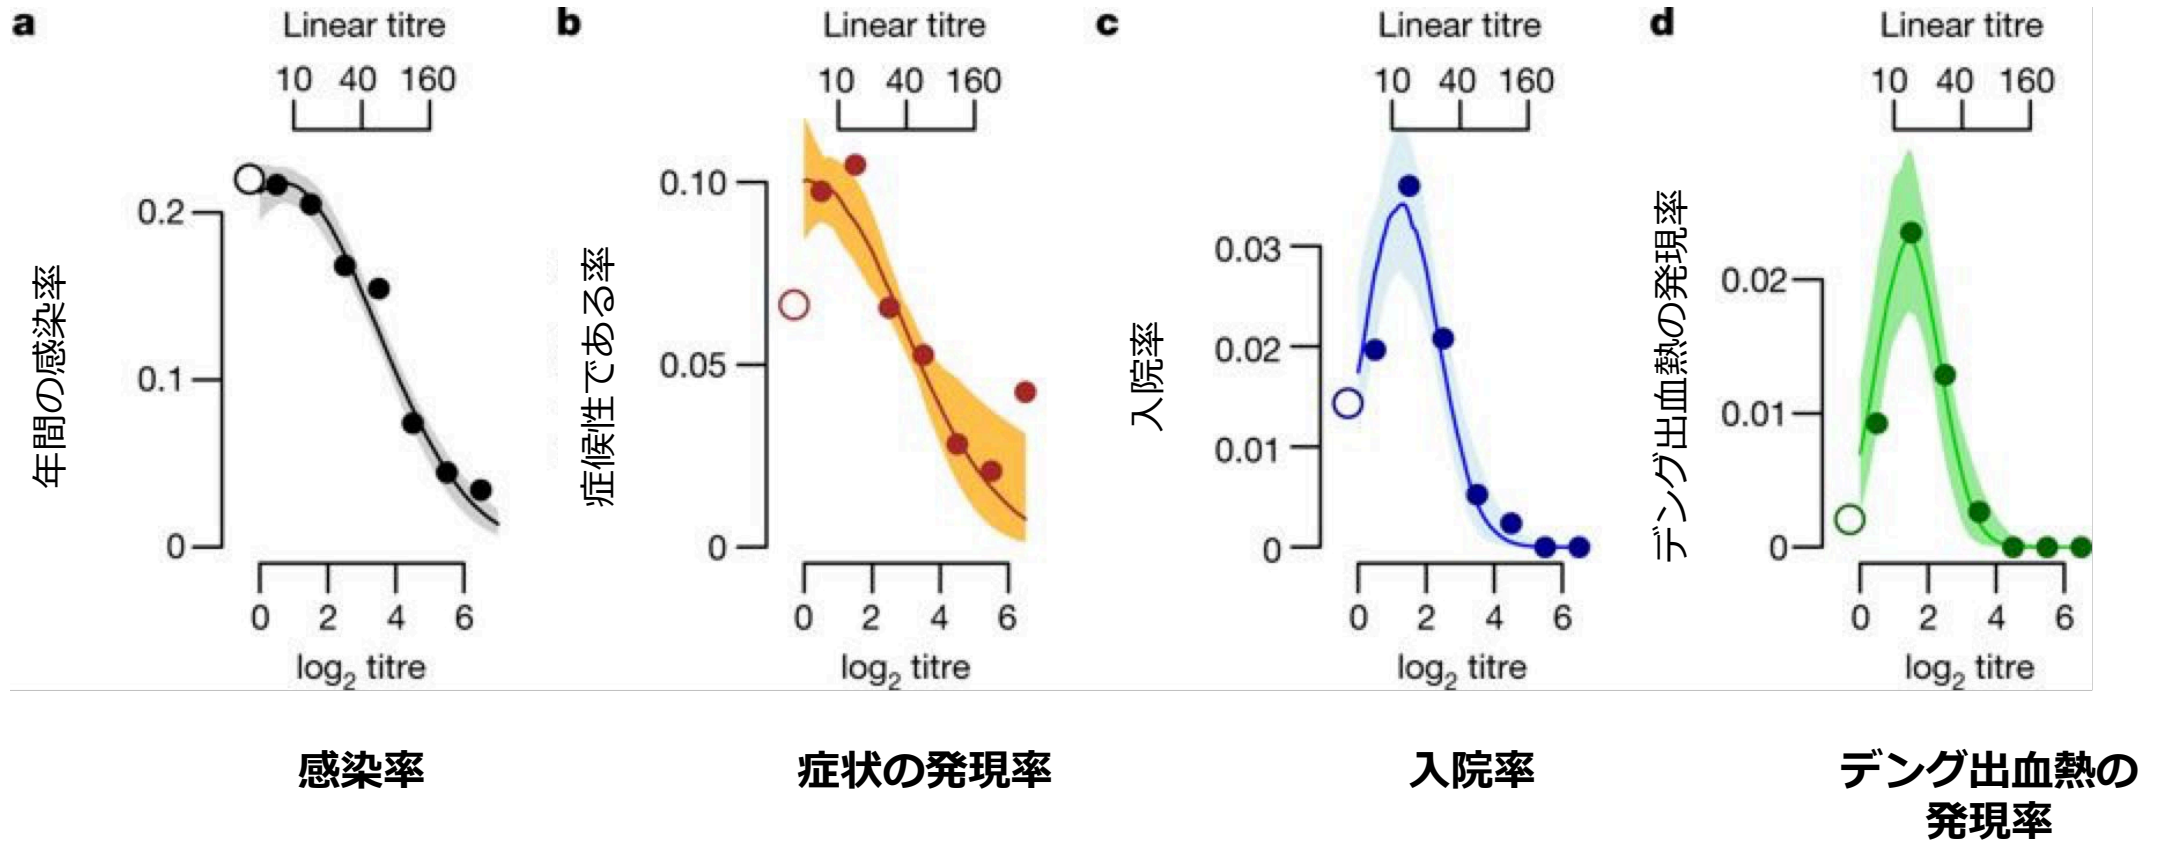 a
Linear titre
10 40 160
年間の感染率
0.2
0.1
0
0 2 4 6
log2 titre
b
Linear titre
10 40 160
症候性である率
0.10
0.05
0
0 2 4 6
log2 titre
c
Linear titre
10 40 160
入院率
0.03
0.02
0.01
0
0 2 4 6
log2 titre
d
Linear titre
10 40 160
デング出血熱の発現率
0.02
0.01
0
0 2 4 6
log2 titre
感染率
症状の発現率
入院率
デング出血熱の
発現率